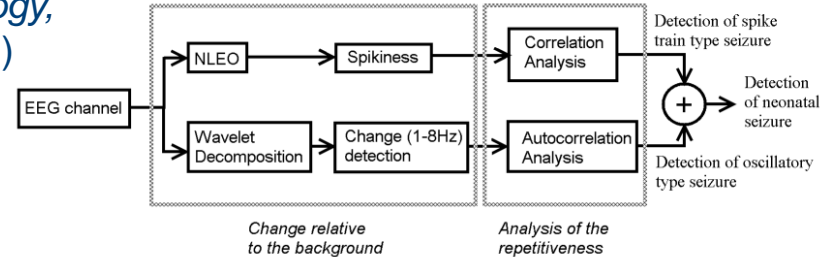 ogy,
)
EEG channel
NLEO
Spikiness
Wavelet
Decomposition
Change (1-8Hz)
detection
Correlation
Analysis
Autocorrelation
Analysis
Detection of spike
train type seizure
+
Detection
of neonatal
seizure
Detection of oscillatory
type seizure
Change relative
to the background
Analysis of the
repetitiveness